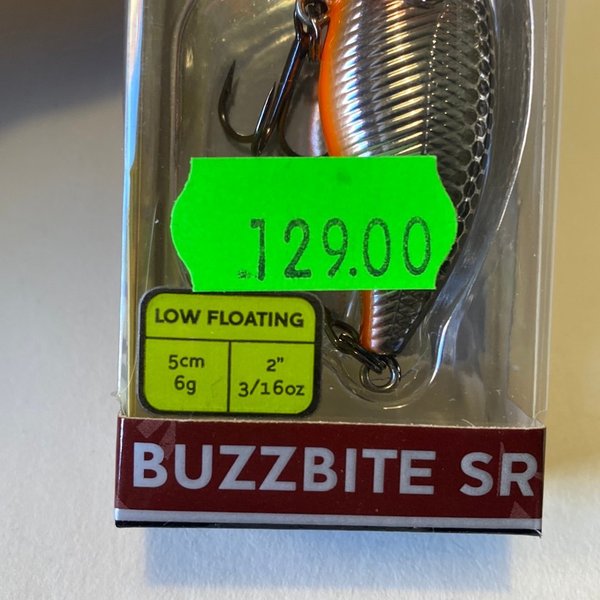 129.00
LOW FLOATING
5cm 2"
6g 3/16oz
BUZZBITE SR